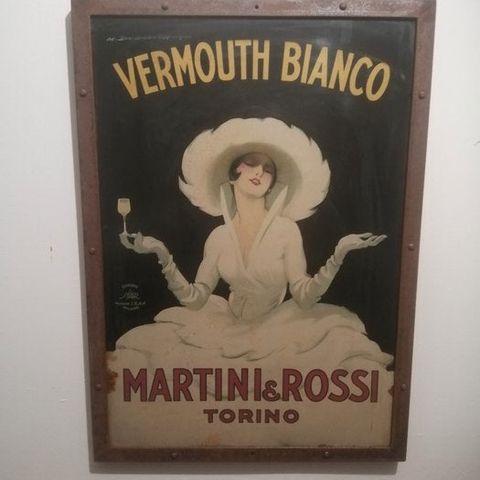 VERMOUTH BIANCO
MARTINI & ROSSI
TORINO